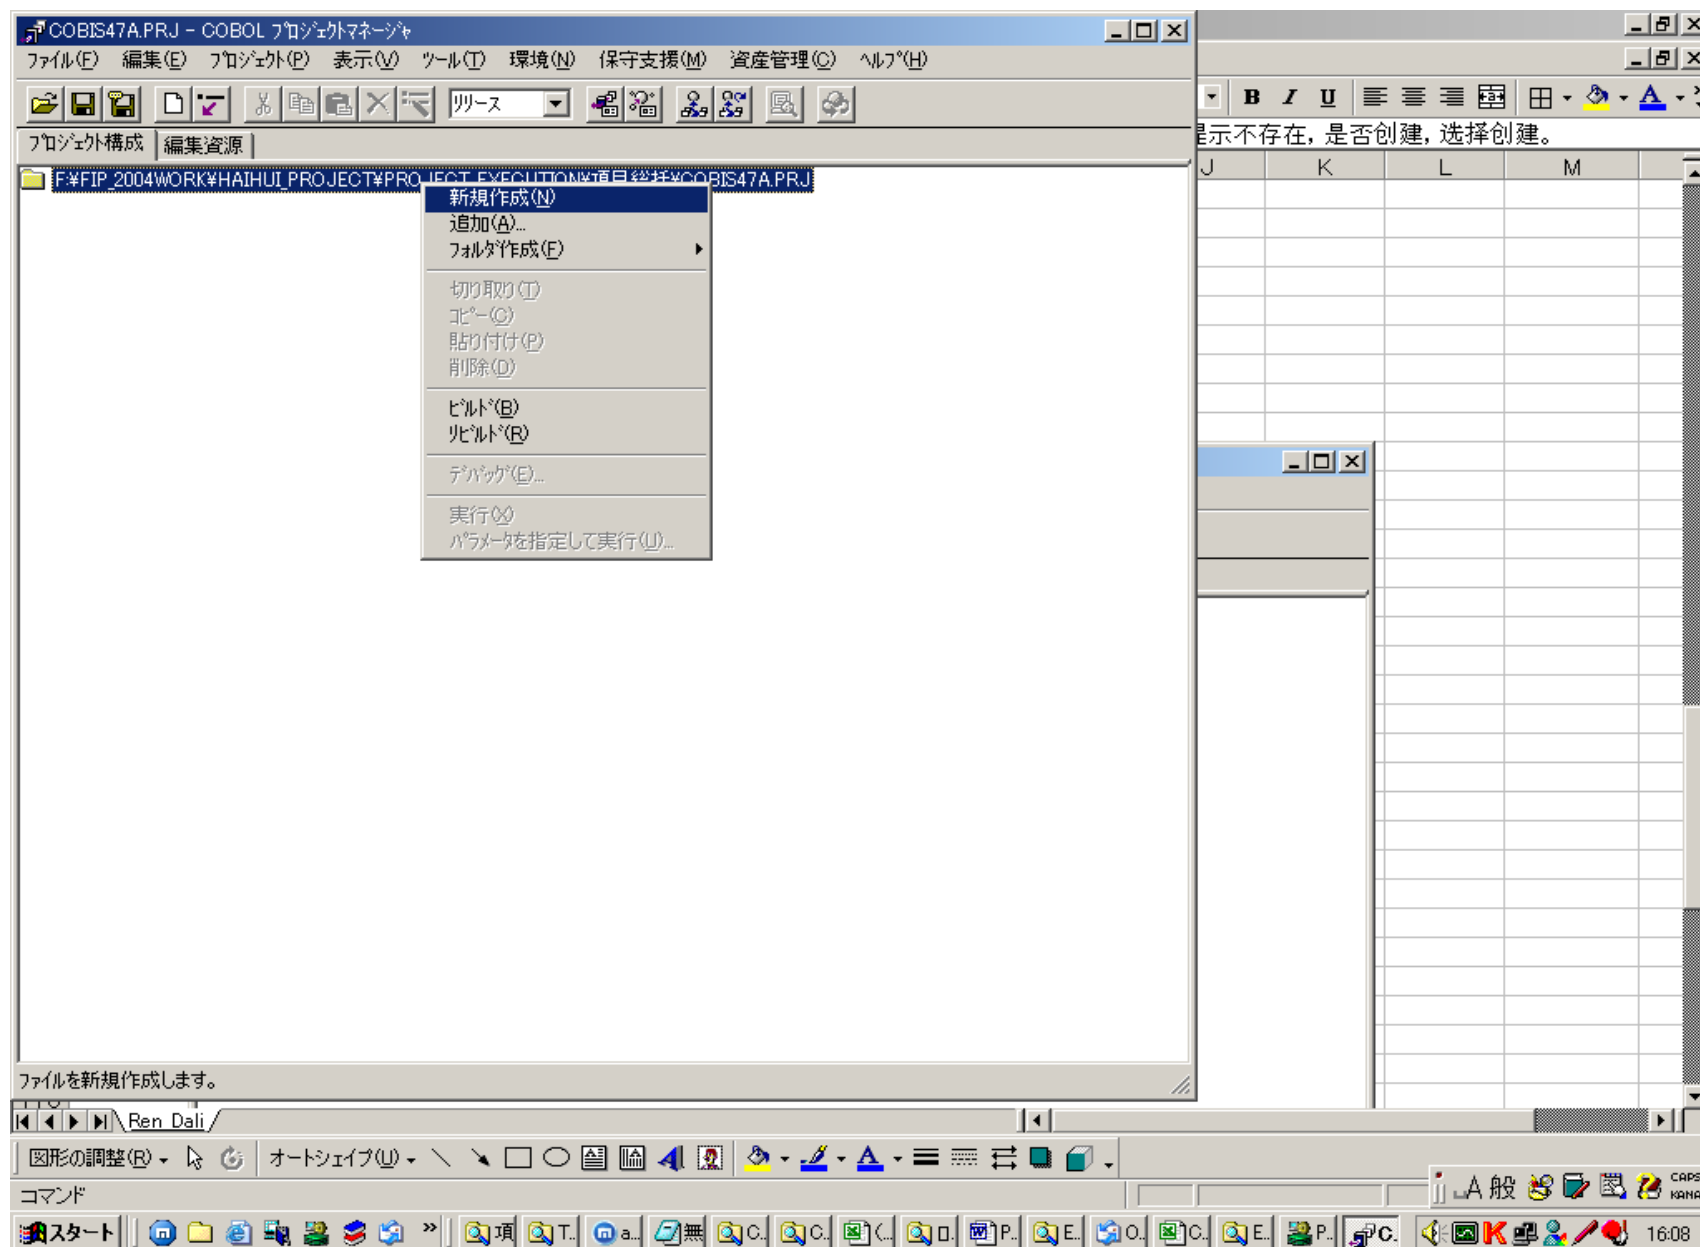 COBIS47A.PRJ - COBOL プロジェクトマネージャ
ファイル(F) 編集(E) プロジェクト(P) 表示(V) ツール(T) 環境(N) 保守支援(M) 資産管理(C) ヘルプ(H)
リリース
B I U A
プロジェクト構成 編集資源
示不存在, 是否创建, 选择创建。
J K L M
F:¥FIP_2004WORK¥HAIHUI_PROJECT¥PROJECT_EXECUTION¥項目総括¥COBIS47A.PRJ
新規作成(N)
追加(A)...
フォルダ作成(F)
切り取り(T)
コピー(C)
貼り付け(P)
削除(D)
ビルド(B)
リビルド(R)
デバッグ(E)...
実行(X)
パラメータを指定して実行(U)...
ファイルを新規作成します。
Ren Dali
図形の調整(R) オートシェイプ(U) A
コマンド
A 般 CAPS
KANA
スタート » 項 T.. a... 無 C.. C.. (... ロ. P.. E.. O.. C.. E.. P.. C. 16:08